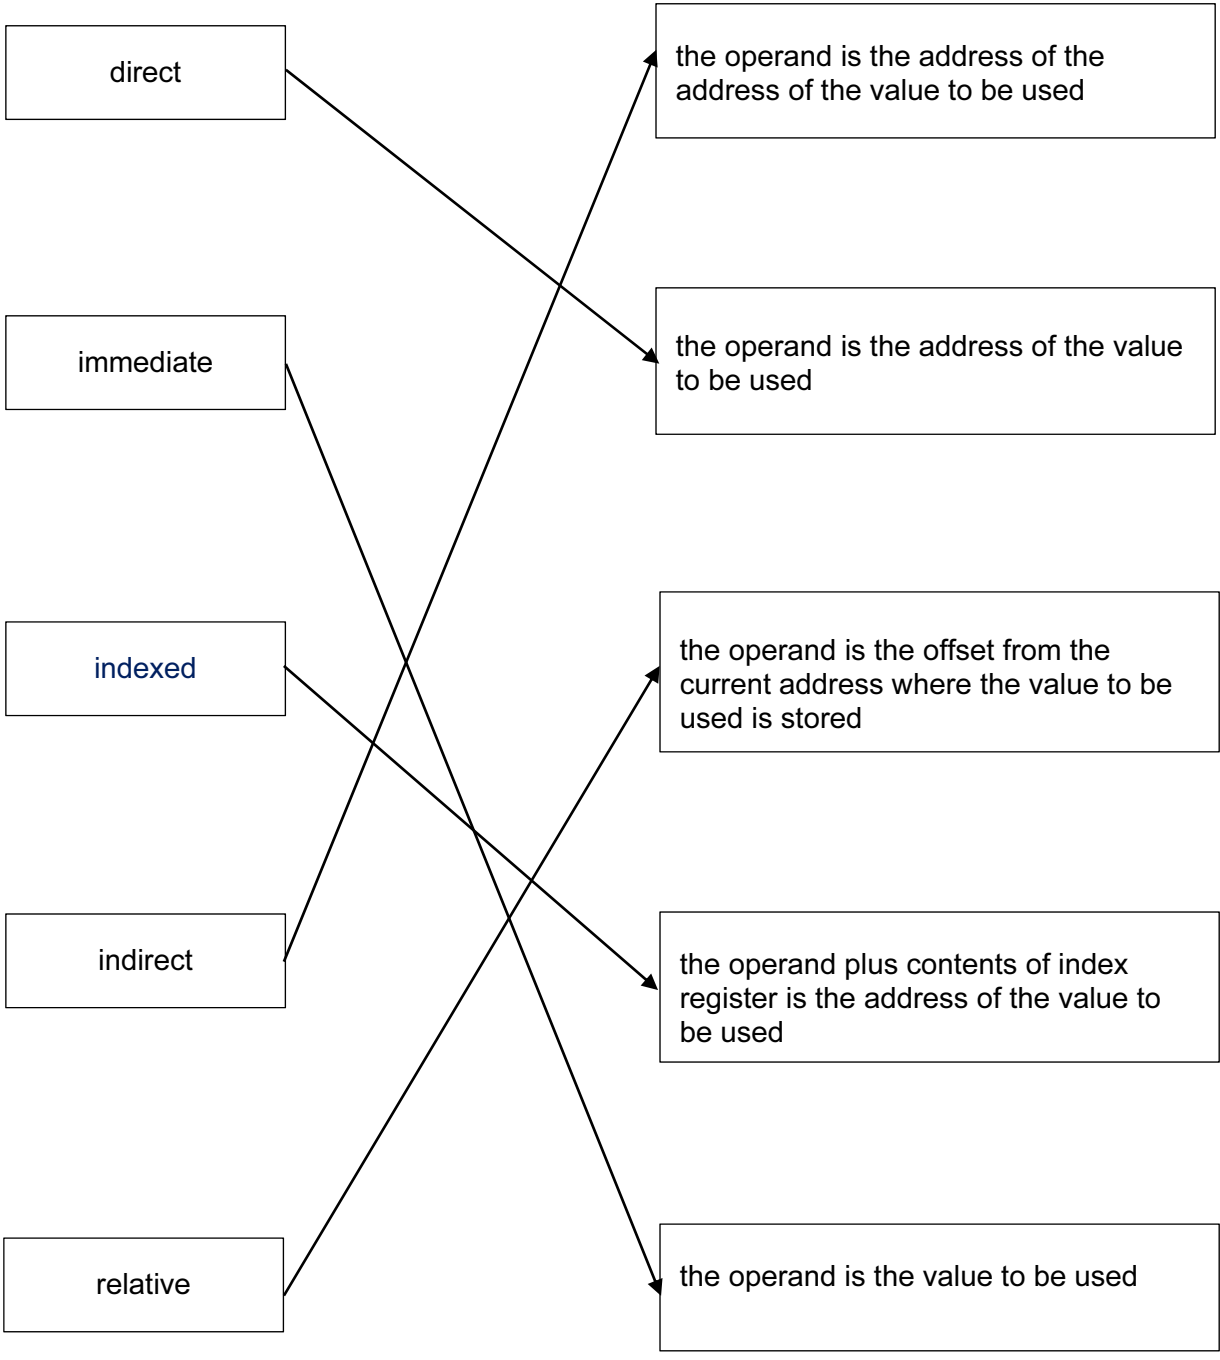 direct
the operand is the address of the
address of the value to be used
immediate
the operand is the address of the value
to be used
indexed
the operand is the offset from the
current address where the value to be
used is stored
indirect
the operand plus contents of index
register is the address of the value to
be used
relative
the operand is the value to be used